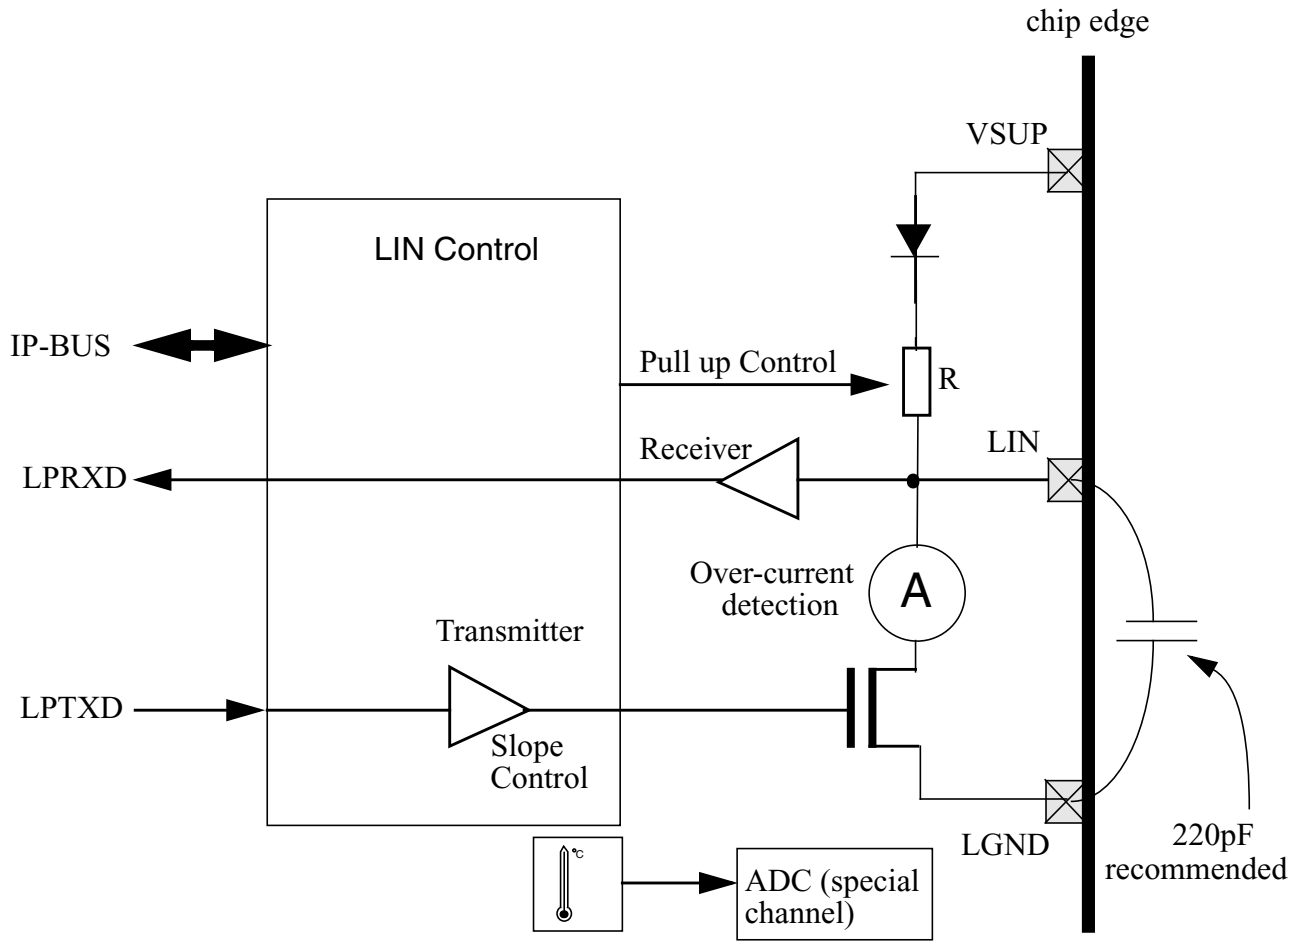 chip edge
VSUP
LIN Control
IP-BUS
Pull up Control
R
Receiver
LIN
LPRXD
Over-current
detection
A
Transmitter
LPTXD
Slope
Control
LGND
220pF
recommended
°C
ADC (special
channel)